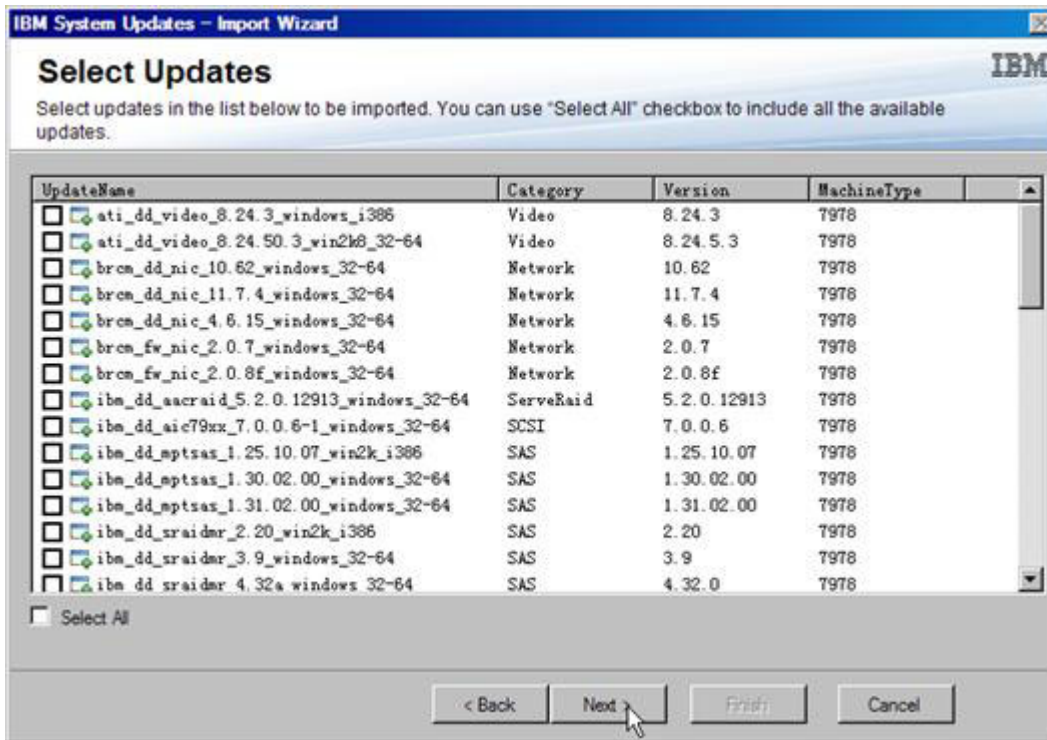 IBM System Updates – Import Wizard
Select Updates
IBM
Select updates in the list below to be imported. You can use "Select All" checkbox to include all the available
updates.
UpdateName Category Version MachineType
ati_dd_video_8.24.3_windows_i386 Video 8.24.3 7978
ati_dd_video_8.24.50.3_win2k8_32-64 Video 8.24.5.3 7978
brcm_dd_nic_10.62_windows_32-64 Network 10.62 7978
brcm_dd_nic_11.7.4_windows_32-64 Network 11.7.4 7978
brcm_dd_nic_4.6.15_windows_32-64 Network 4.6.15 7978
brcm_fw_nic_2.0.7_windows_32-64 Network 2.0.7 7978
brcm_fw_nic_2.0.8f_windows_32-64 Network 2.0.8f 7978
ibm_dd_aacraid_5.2.0.12913_windows_32-64 ServeRaid 5.2.0.12913 7978
ibm_dd_aic79xx_7.0.0.6-1_windows_32-64 SCSI 7.0.0.6 7978
ibm_dd_mptsas_1.25.10.07_win2k_i386 SAS 1.25.10.07 7978
ibm_dd_mptsas_1.30.02.00_windows_32-64 SAS 1.30.02.00 7978
ibm_dd_mptsas_1.31.02.00_windows_32-64 SAS 1.31.02.00 7978
ibm_dd_sraidmr_2.20_win2k_i386 SAS 2.20 7978
ibm_dd_sraidmr_3.9_windows_32-64 SAS 3.9 7978
ibm_dd_sraidmr_4.32a_windows_32-64 SAS 4.32.0 7978
Select All
< Back Next > Finish Cancel